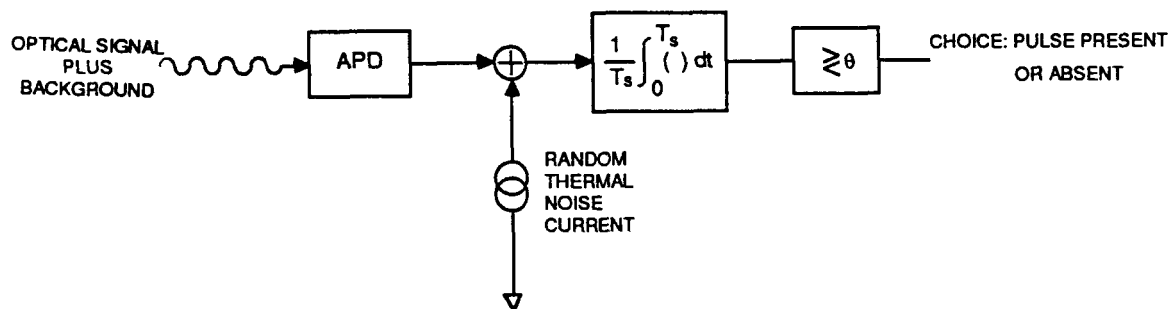 OPTICAL SIGNAL
PLUS
BACKGROUND
APD
1/Ts ∫0Ts ( ) dt
≷θ
CHOICE: PULSE PRESENT
OR ABSENT
RANDOM
THERMAL
NOISE
CURRENT